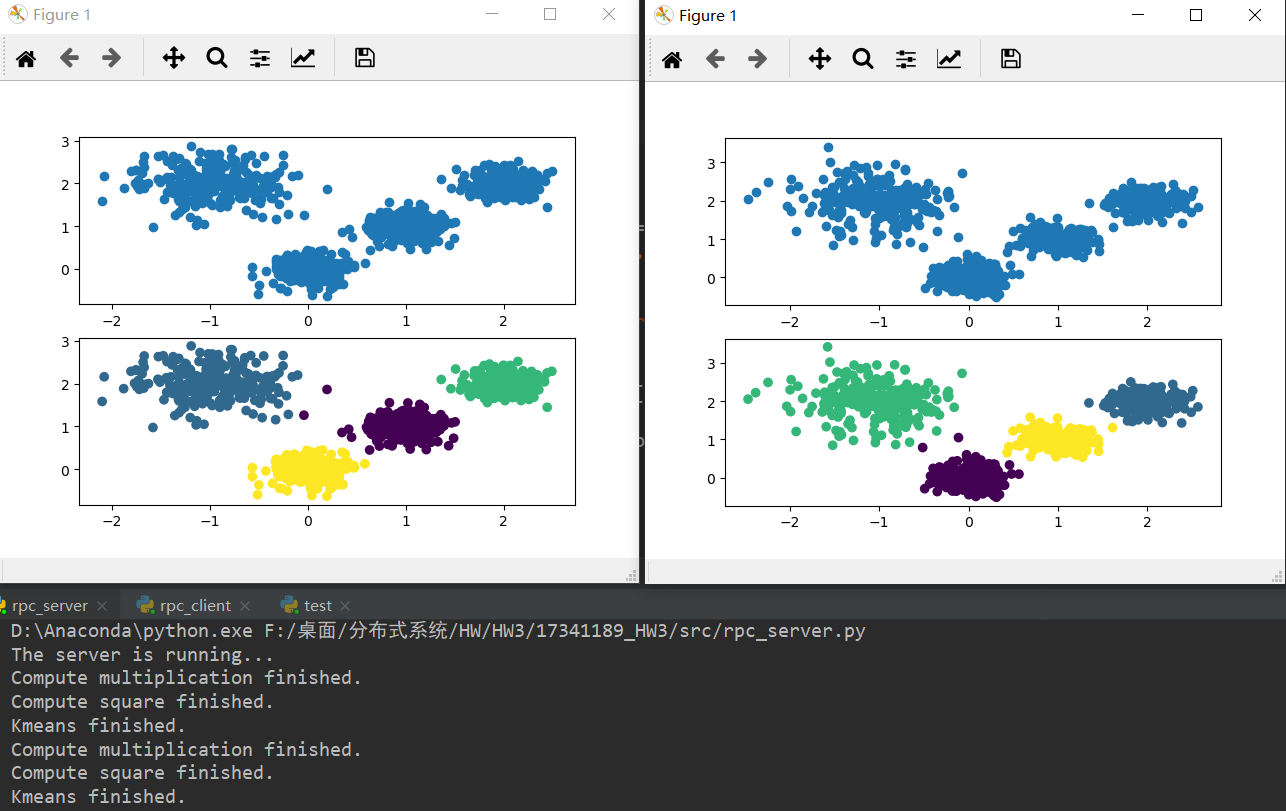 Figure 1
3
2
1
0
−2 −1 0 1 2
3
2
1
0
−2 −1 0 1 2
Figure 1
3
2
1
0
−2 −1 0 1 2
3
2
1
0
−2 −1 0 1 2
rpc_server rpc_client test
D:\Anaconda\python.exe F:/桌面/分布式系统/HW/HW3/17341189_HW3/src/rpc_server.py
The server is running...
Compute multiplication finished.
Compute square finished.
Kmeans finished.
Compute multiplication finished.
Compute square finished.
Kmeans finished.